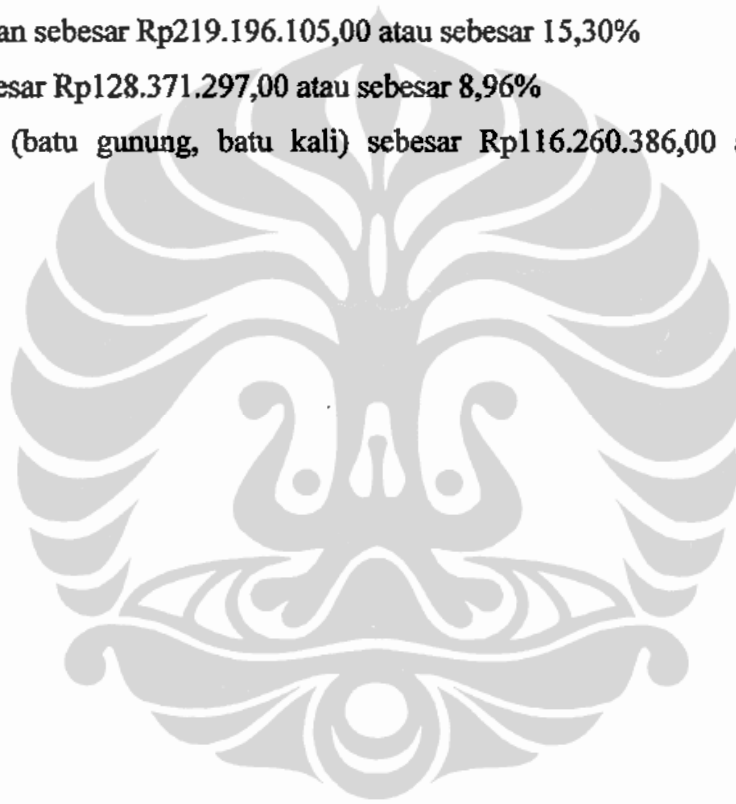 an sebesar Rp219.196.105,00 atau sebesar 15,30%
esar Rp128.371.297,00 atau sebesar 8,96%
(batu gunung, batu kali) sebesar Rp116.260.386,00 a